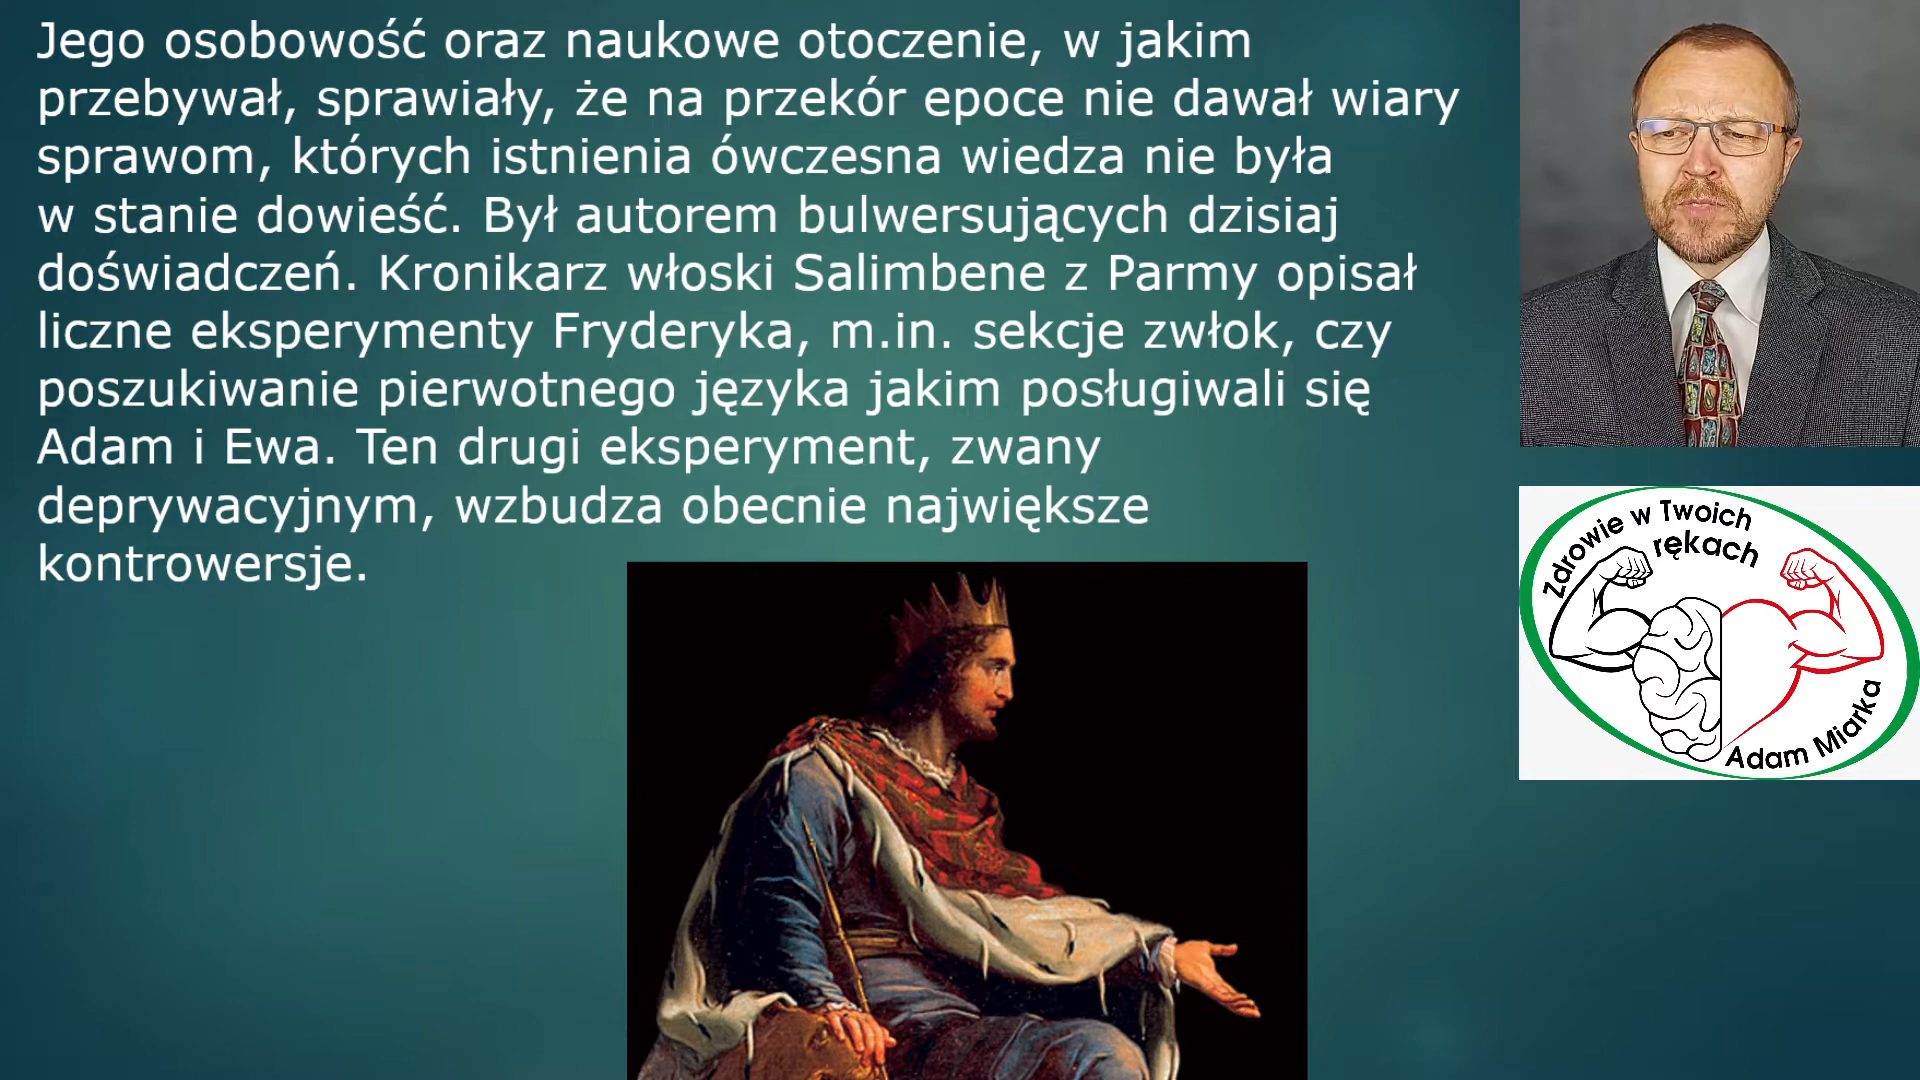 Jego osobowość oraz naukowe otoczenie, w jakim
przebywał, sprawiały, że na przekór epoce nie dawał wiary
sprawom, których istnienia ówczesna wiedza nie była
w stanie dowieść. Był autorem bulwersujących dzisiaj
doświadczeń. Kronikarz włoski Salimbene z Parmy opisał
liczne eksperymenty Fryderyka, m.in. sekcje zwłok, czy
poszukiwanie pierwotnego języka jakim posługiwali się
Adam i Ewa. Ten drugi eksperyment, zwany
deprywacyjnym, wzbudza obecnie największe
kontrowersje.
Zdrowie w Twoich
rękach
Adam Miarka